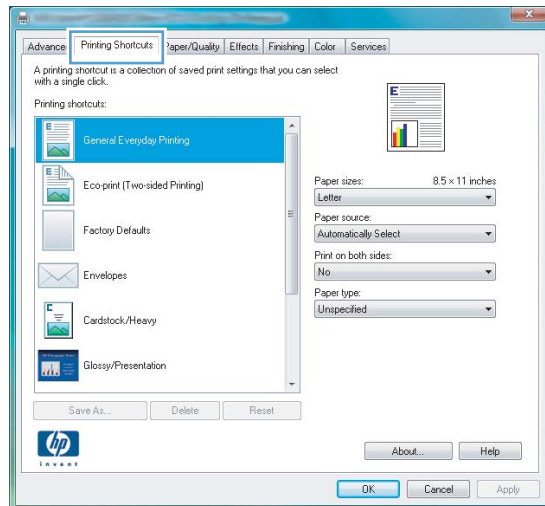 Advance
Printing Shortcuts
Paper/Quality
Effects
Finishing
Color
Services
A printing shortcut is a collection of saved print settings that you can select
with a single click.
Printing shortcuts:
General Everyday Printing
Eco-print (Two-sided Printing)
Factory Defaults
Envelopes
Cardstock/Heavy
Glossy/Presentation
Save As...
Delete
Reset
E
Paper sizes:
8.5 × 11 inches
Letter
Paper source:
Automatically Select
Print on both sides:
No
Paper type:
Unspecified
hp
invent
About...
Help
OK
Cancel
Apply